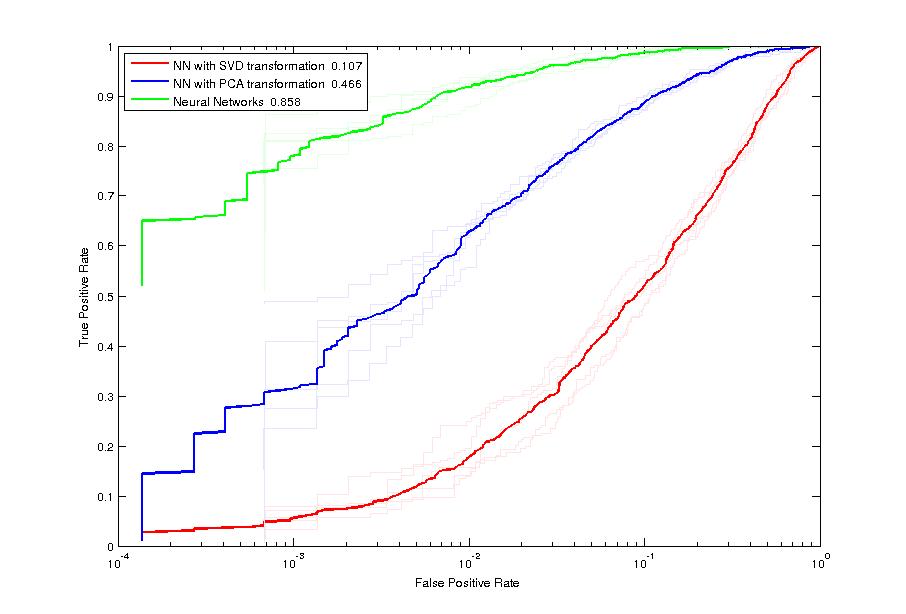 1
0.9
0.8
0.7
0.6
0.5
0.4
0.3
0.2
0.1
0
True Positive Rate
NN with SVD transformation 0.107
NN with PCA transformation 0.466
Neural Networks 0.858
10^-4 10^-3 10^-2 10^-1 10^0
False Positive Rate